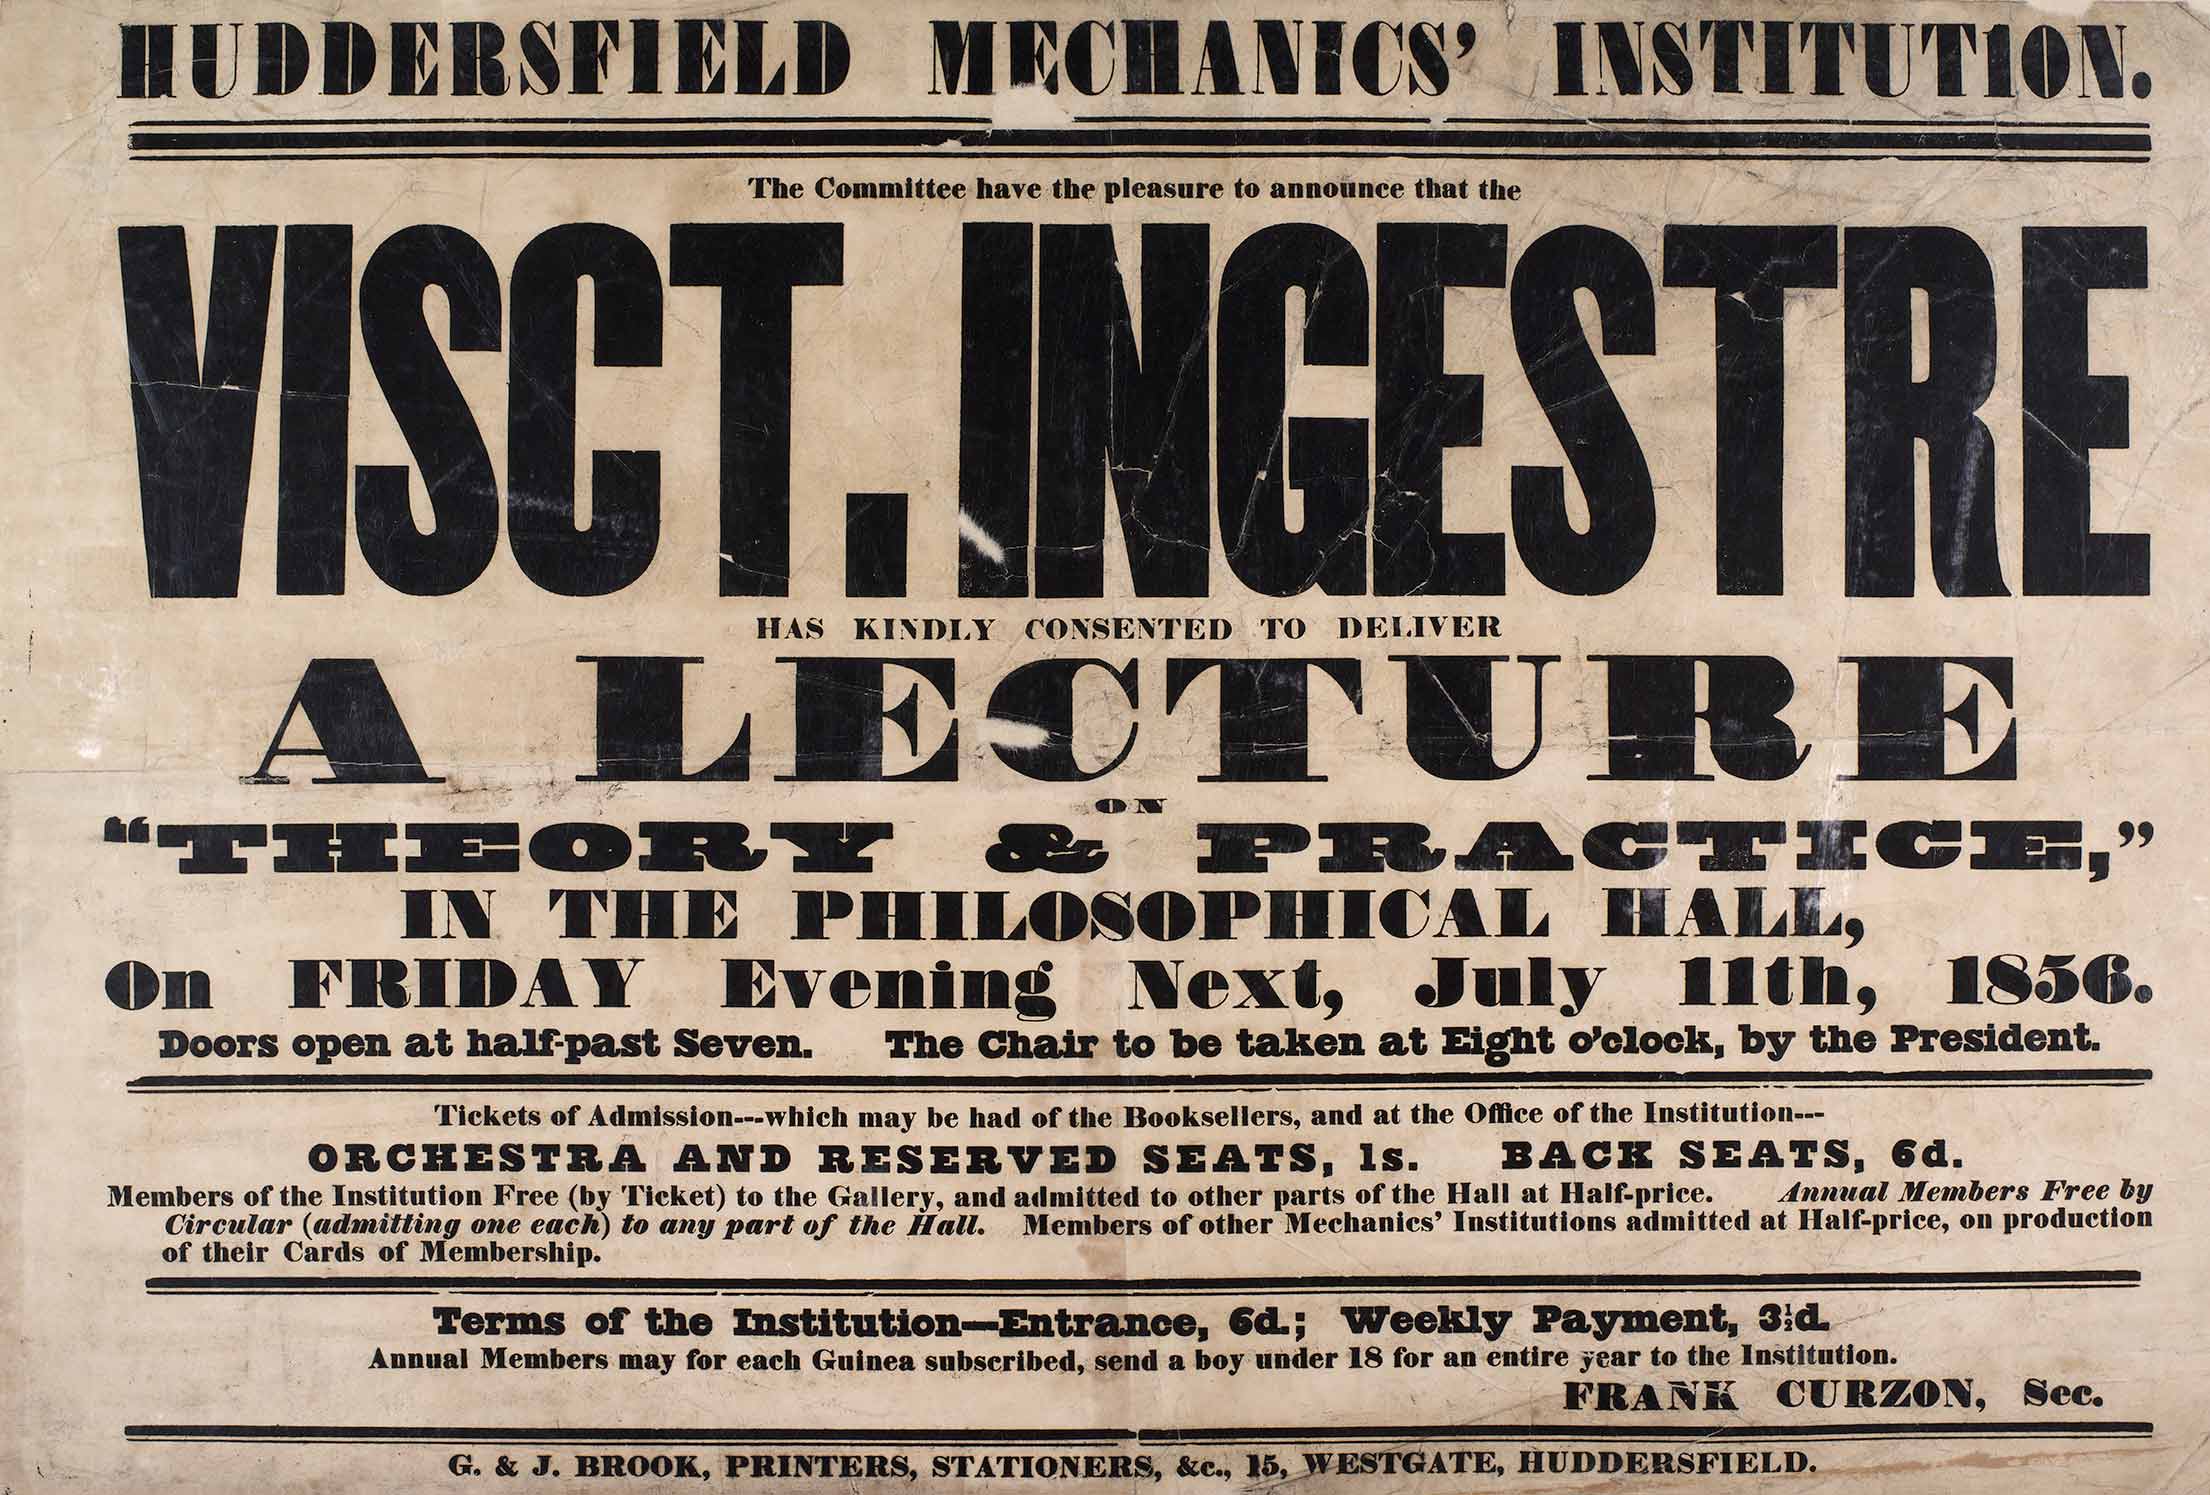 HUDDERSFIELD MECHANICS' INSTITUTION.
The Committee have the pleasure to announce that the
VISCT. INGESTRE
HAS KINDLY CONSENTED TO DELIVER
A LECTURE
ON
"THEORY & PRACTICE,"
IN THE PHILOSOPHICAL HALL,
On FRIDAY Evening Next, July 11th, 1856.
Doors open at half-past Seven. The Chair to be taken at Eight o'clock, by the President.
Tickets of Admission---which may be had of the Booksellers, and at the Office of the Institution---
ORCHESTRA AND RESERVED SEATS, 1s. BACK SEATS, 6d.
Members of the Institution Free (by Ticket) to the Gallery, and admitted to other parts of the Hall at Half-price. Annual Members Free by
Circular (admitting one each) to any part of the Hall. Members of other Mechanics' Institutions admitted at Half-price, on production
of their Cards of Membership.
Terms of the Institution—Entrance, 6d.; Weekly Payment, 3½d.
Annual Members may for each Guinea subscribed, send a boy under 18 for an entire year to the Institution.
FRANK CURZON, Sec.
G. & J. BROOK, PRINTERS, STATIONERS, &c., 15, WESTGATE, HUDDERSFIELD.